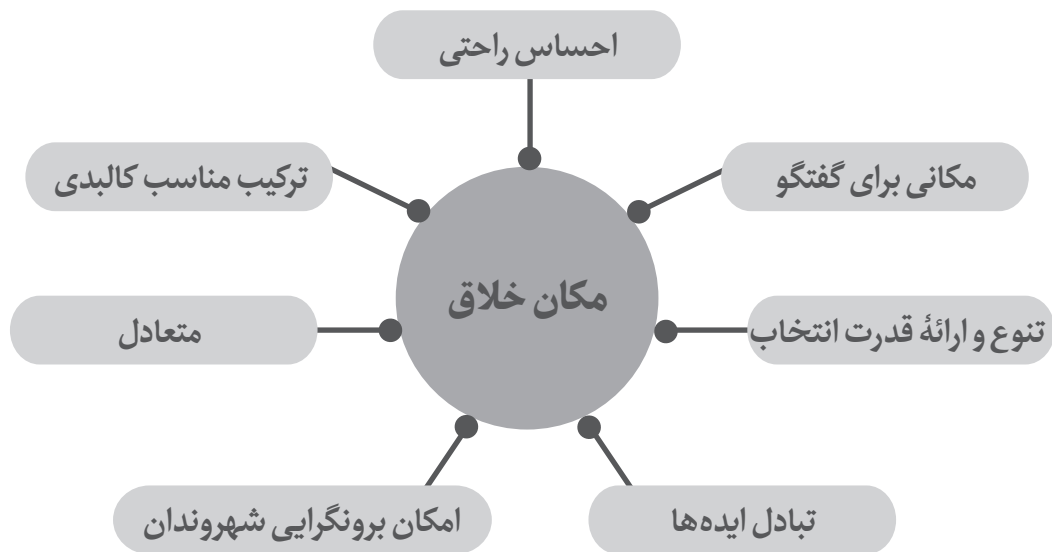 احساس راحتی
مکانی برای گفتگو
ترکیب مناسب کالبدی
مکان خلاق
تنوع و ارائهٔ قدرت انتخاب
متعادل
تبادل ایده‌ها
امکان برونگرایی شهروندان